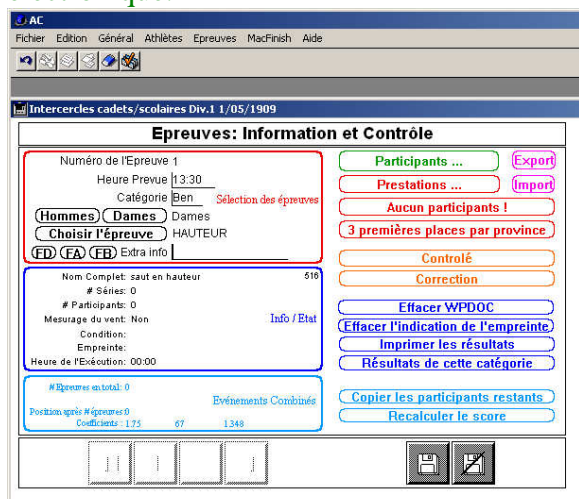 AC
Fichier Edition Général Athlètes Epreuves MacFinish Aide
Intercercles cadets/scolaires Div.1 1/05/1909
Epreuves: Information et Contrôle
Numéro de l'Epreuve 1
Heure Prevue 13:30
Catégorie Ben
Sélection des épreuves
Hommes Dames Dames
Choisir l'épreuve HAUTEUR
FD FA FB Extra info
Participants ... Export
Prestations ... Import
Aucun participants !
3 premières places par province
Controlé
Correction
Nom Complet: saut en hauteur 516
# Séries: 0
# Participants: 0
Mesurage du vent: Non
Info / Etat
Condition:
Empreinte:
Heure de l'Exécution: 00:00
Effacer WPDOC
Effacer l'indication de l'empreinte
Imprimer les résultats
Résultats de cette catégorie
# Epreuves en total: 0
Evénements Combinés
Position après # épreuves:0
Coefficients : 1.75 67 1.348
Copier les participants restants
Recalculer le score